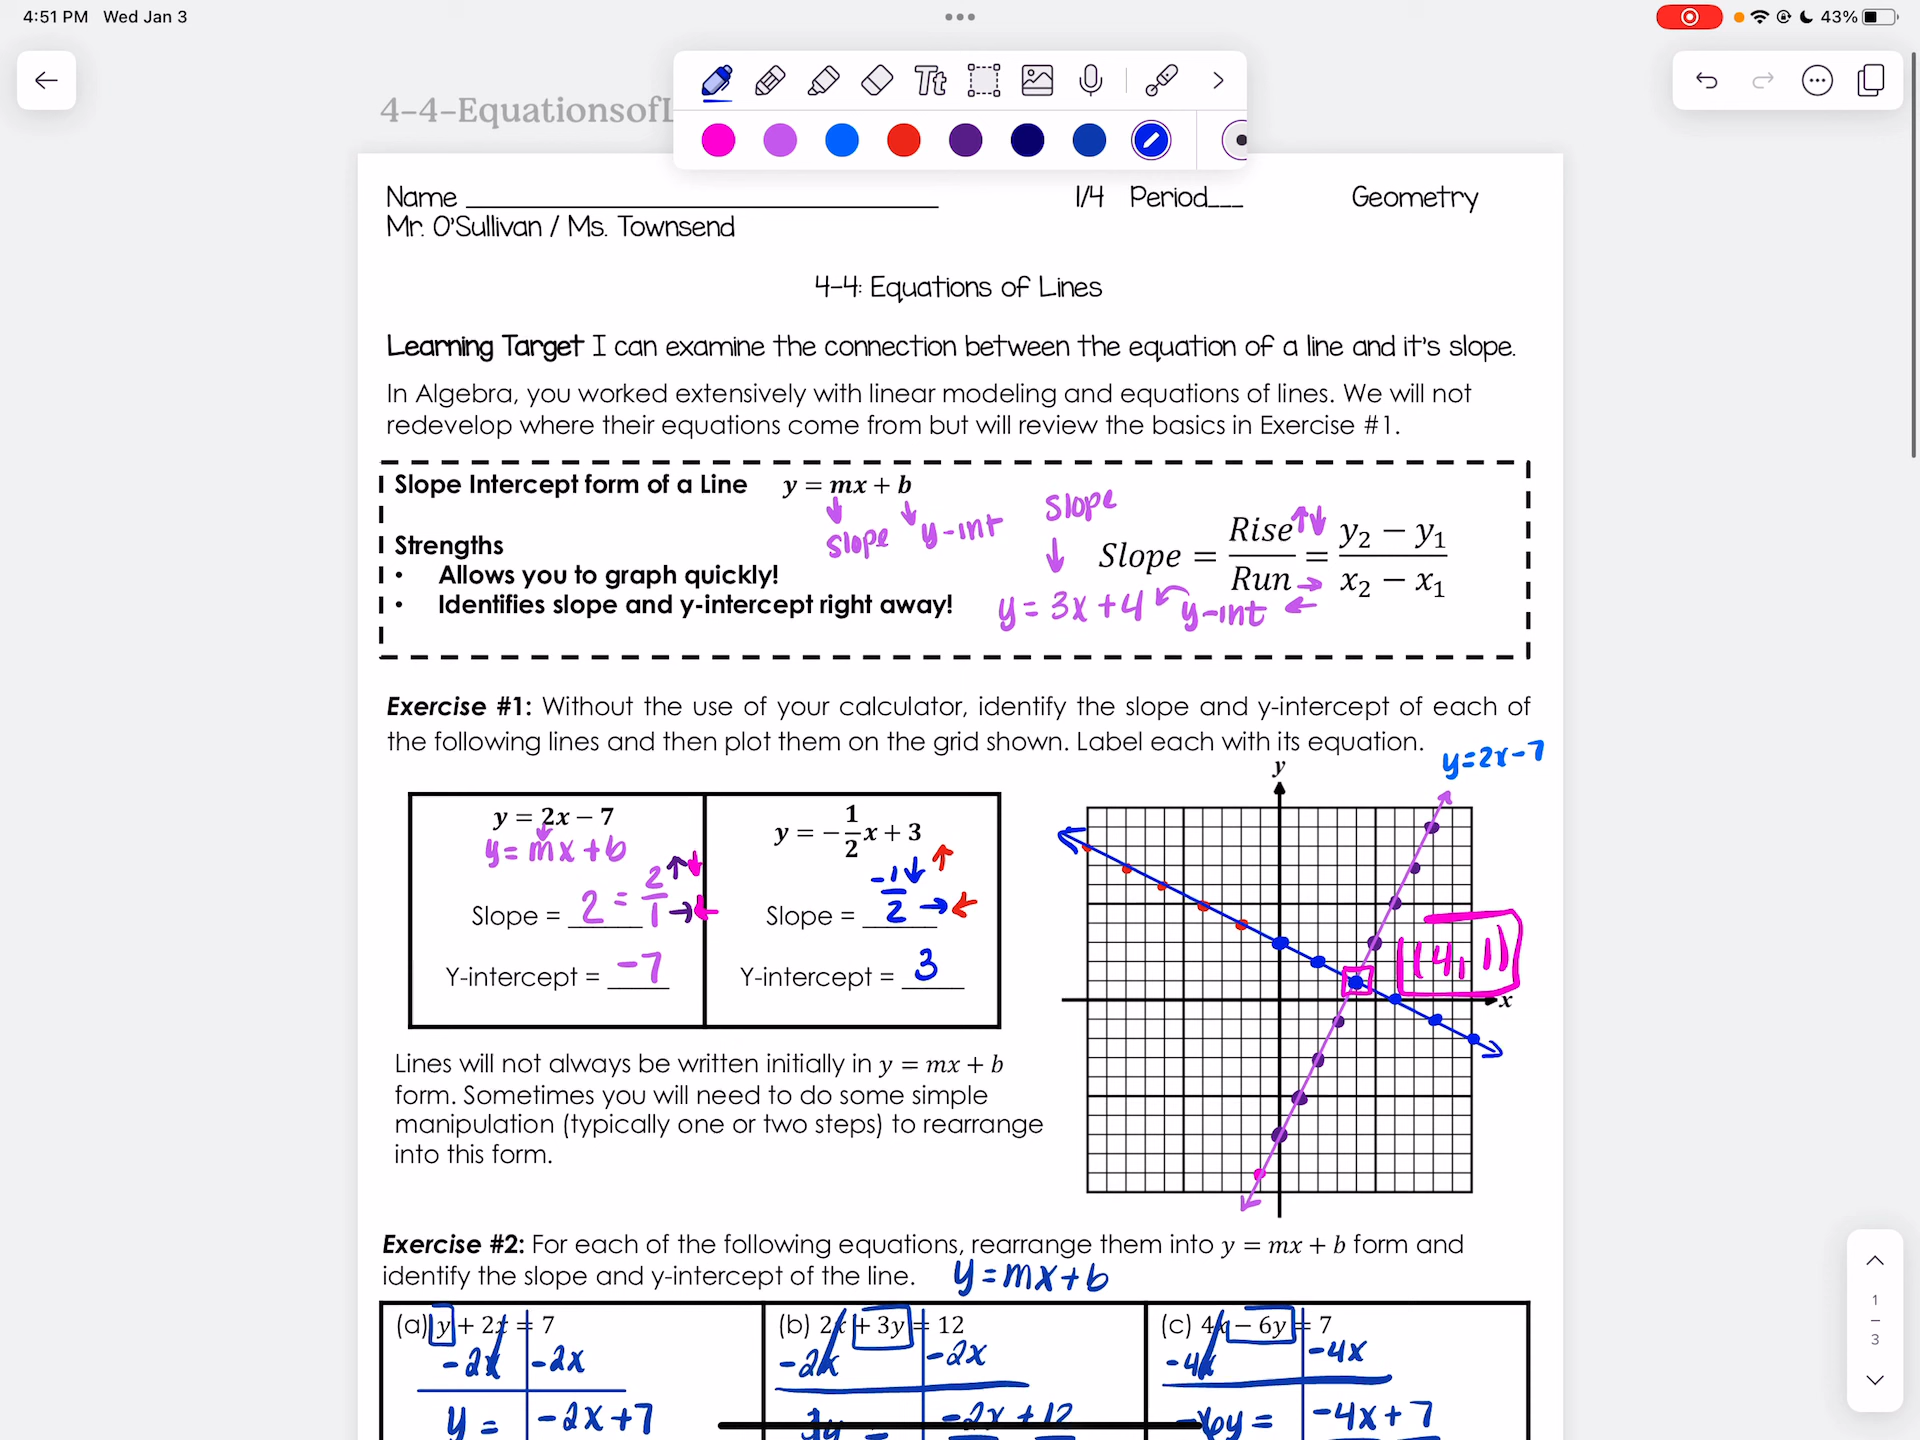 4:51 PM Wed Jan 3
43%
4-4-EquationsofL
Tt
Name ____________________ 1/4 Period___ Geometry
Mr. O'Sullivan / Ms. Townsend
4-4: Equations of Lines
Learning Target I can examine the connection between the equation of a line and it's slope.
In Algebra, you worked extensively with linear modeling and equations of lines. We will not
redevelop where their equations come from but will review the basics in Exercise #1.
Slope Intercept form of a Line y = mx + b
slope y-int
Strengths
• Allows you to graph quickly!
• Identifies slope and y-intercept right away!
Slope
Slope = Rise/Run = (y₂ − y₁)/(x₂ − x₁)
y = 3x + 4 y-int
Exercise #1: Without the use of your calculator, identify the slope and y-intercept of each of
the following lines and then plot them on the grid shown. Label each with its equation.
y = 2x − 7
y = mx + b
Slope = 2 = 2/1
Y-intercept = -7
y = −1/2 x + 3
Slope = -1/2
Y-intercept = 3
y=2x-7
y
(4, 1)
x
Lines will not always be written initially in y = mx + b
form. Sometimes you will need to do some simple
manipulation (typically one or two steps) to rearrange
into this form.
Exercise #2: For each of the following equations, rearrange them into y = mx + b form and
identify the slope and y-intercept of the line. y = mx + b
(a) y + 2x = 7
-2x -2x
y = -2x + 7
(b) 2x + 3y = 12
-2x -2x
3y = -2x + 12
(c) 4x − 6y = 7
-4x -4x
-6y = -4x + 7
1
3